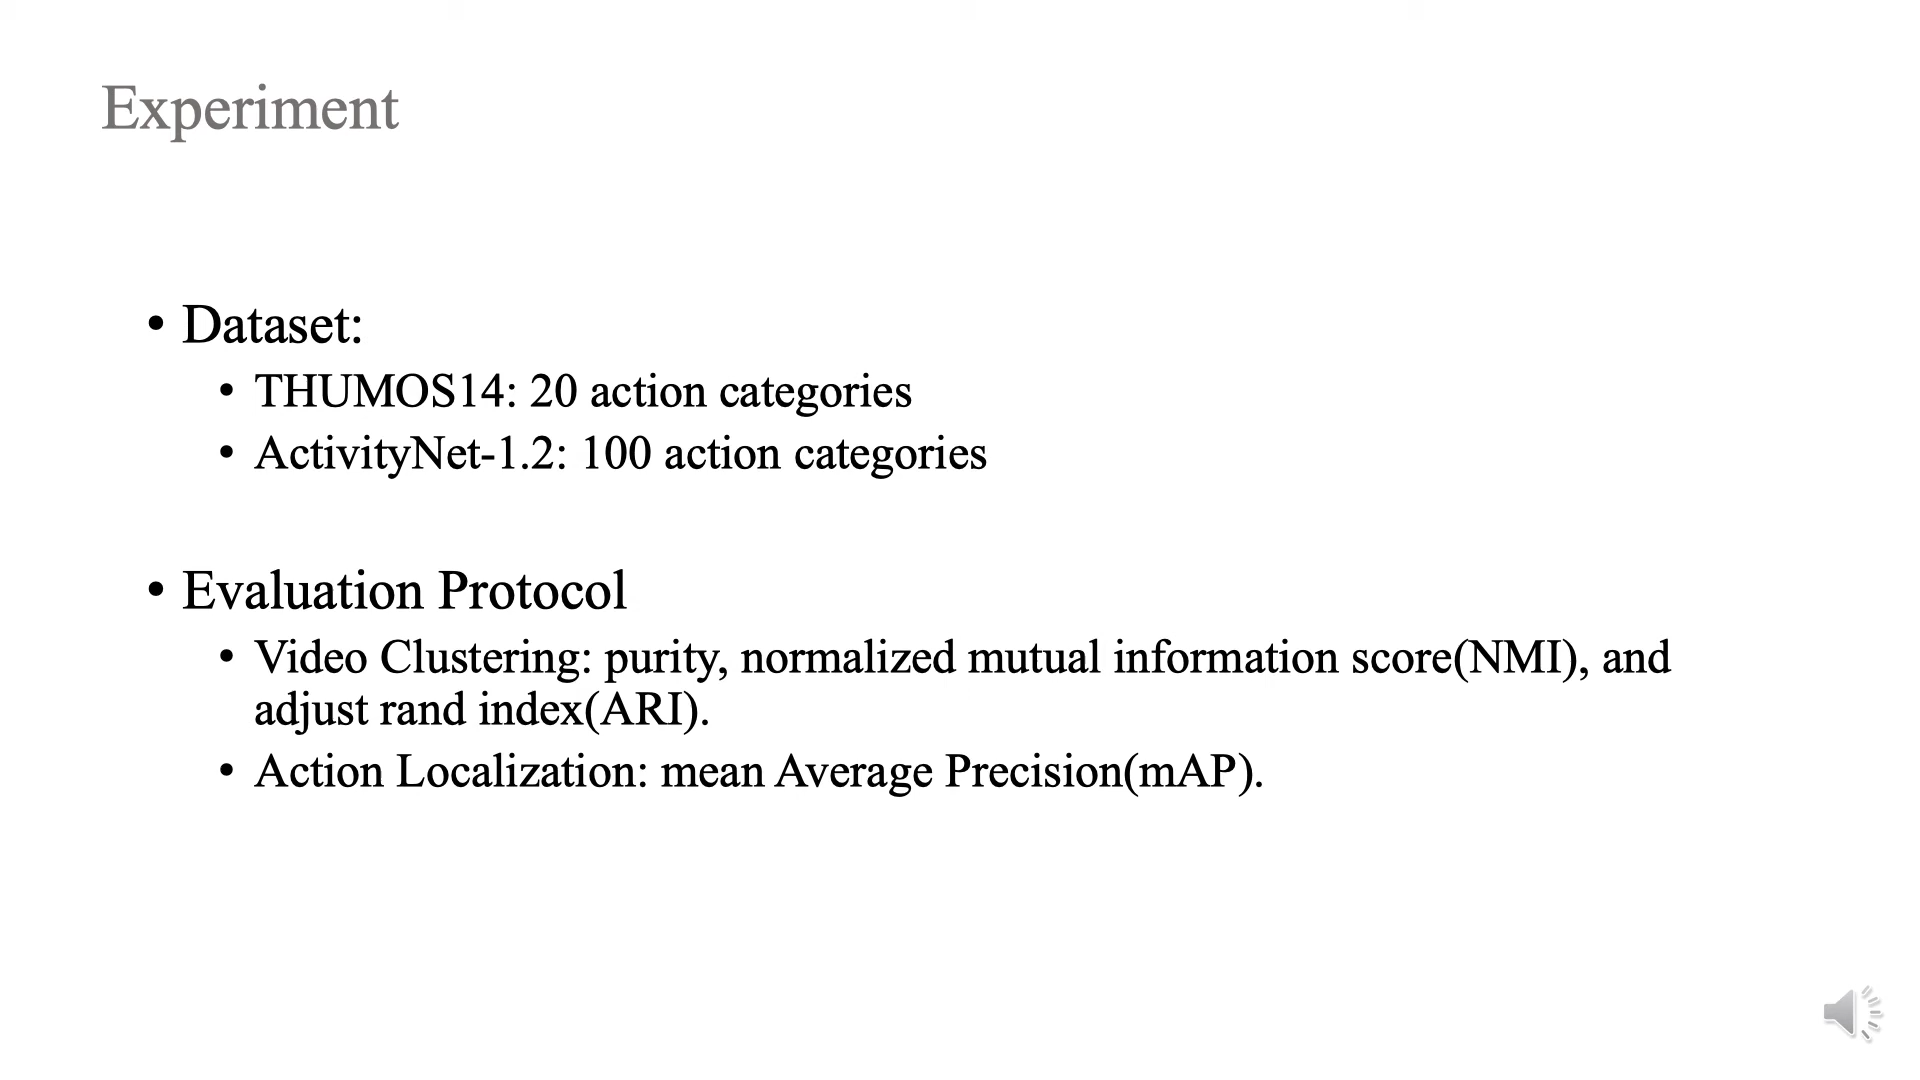 Experiment
• Dataset:
• THUMOS14: 20 action categories
• ActivityNet-1.2: 100 action categories
• Evaluation Protocol
• Video Clustering: purity, normalized mutual information score(NMI), and
adjust rand index(ARI).
• Action Localization: mean Average Precision(mAP).